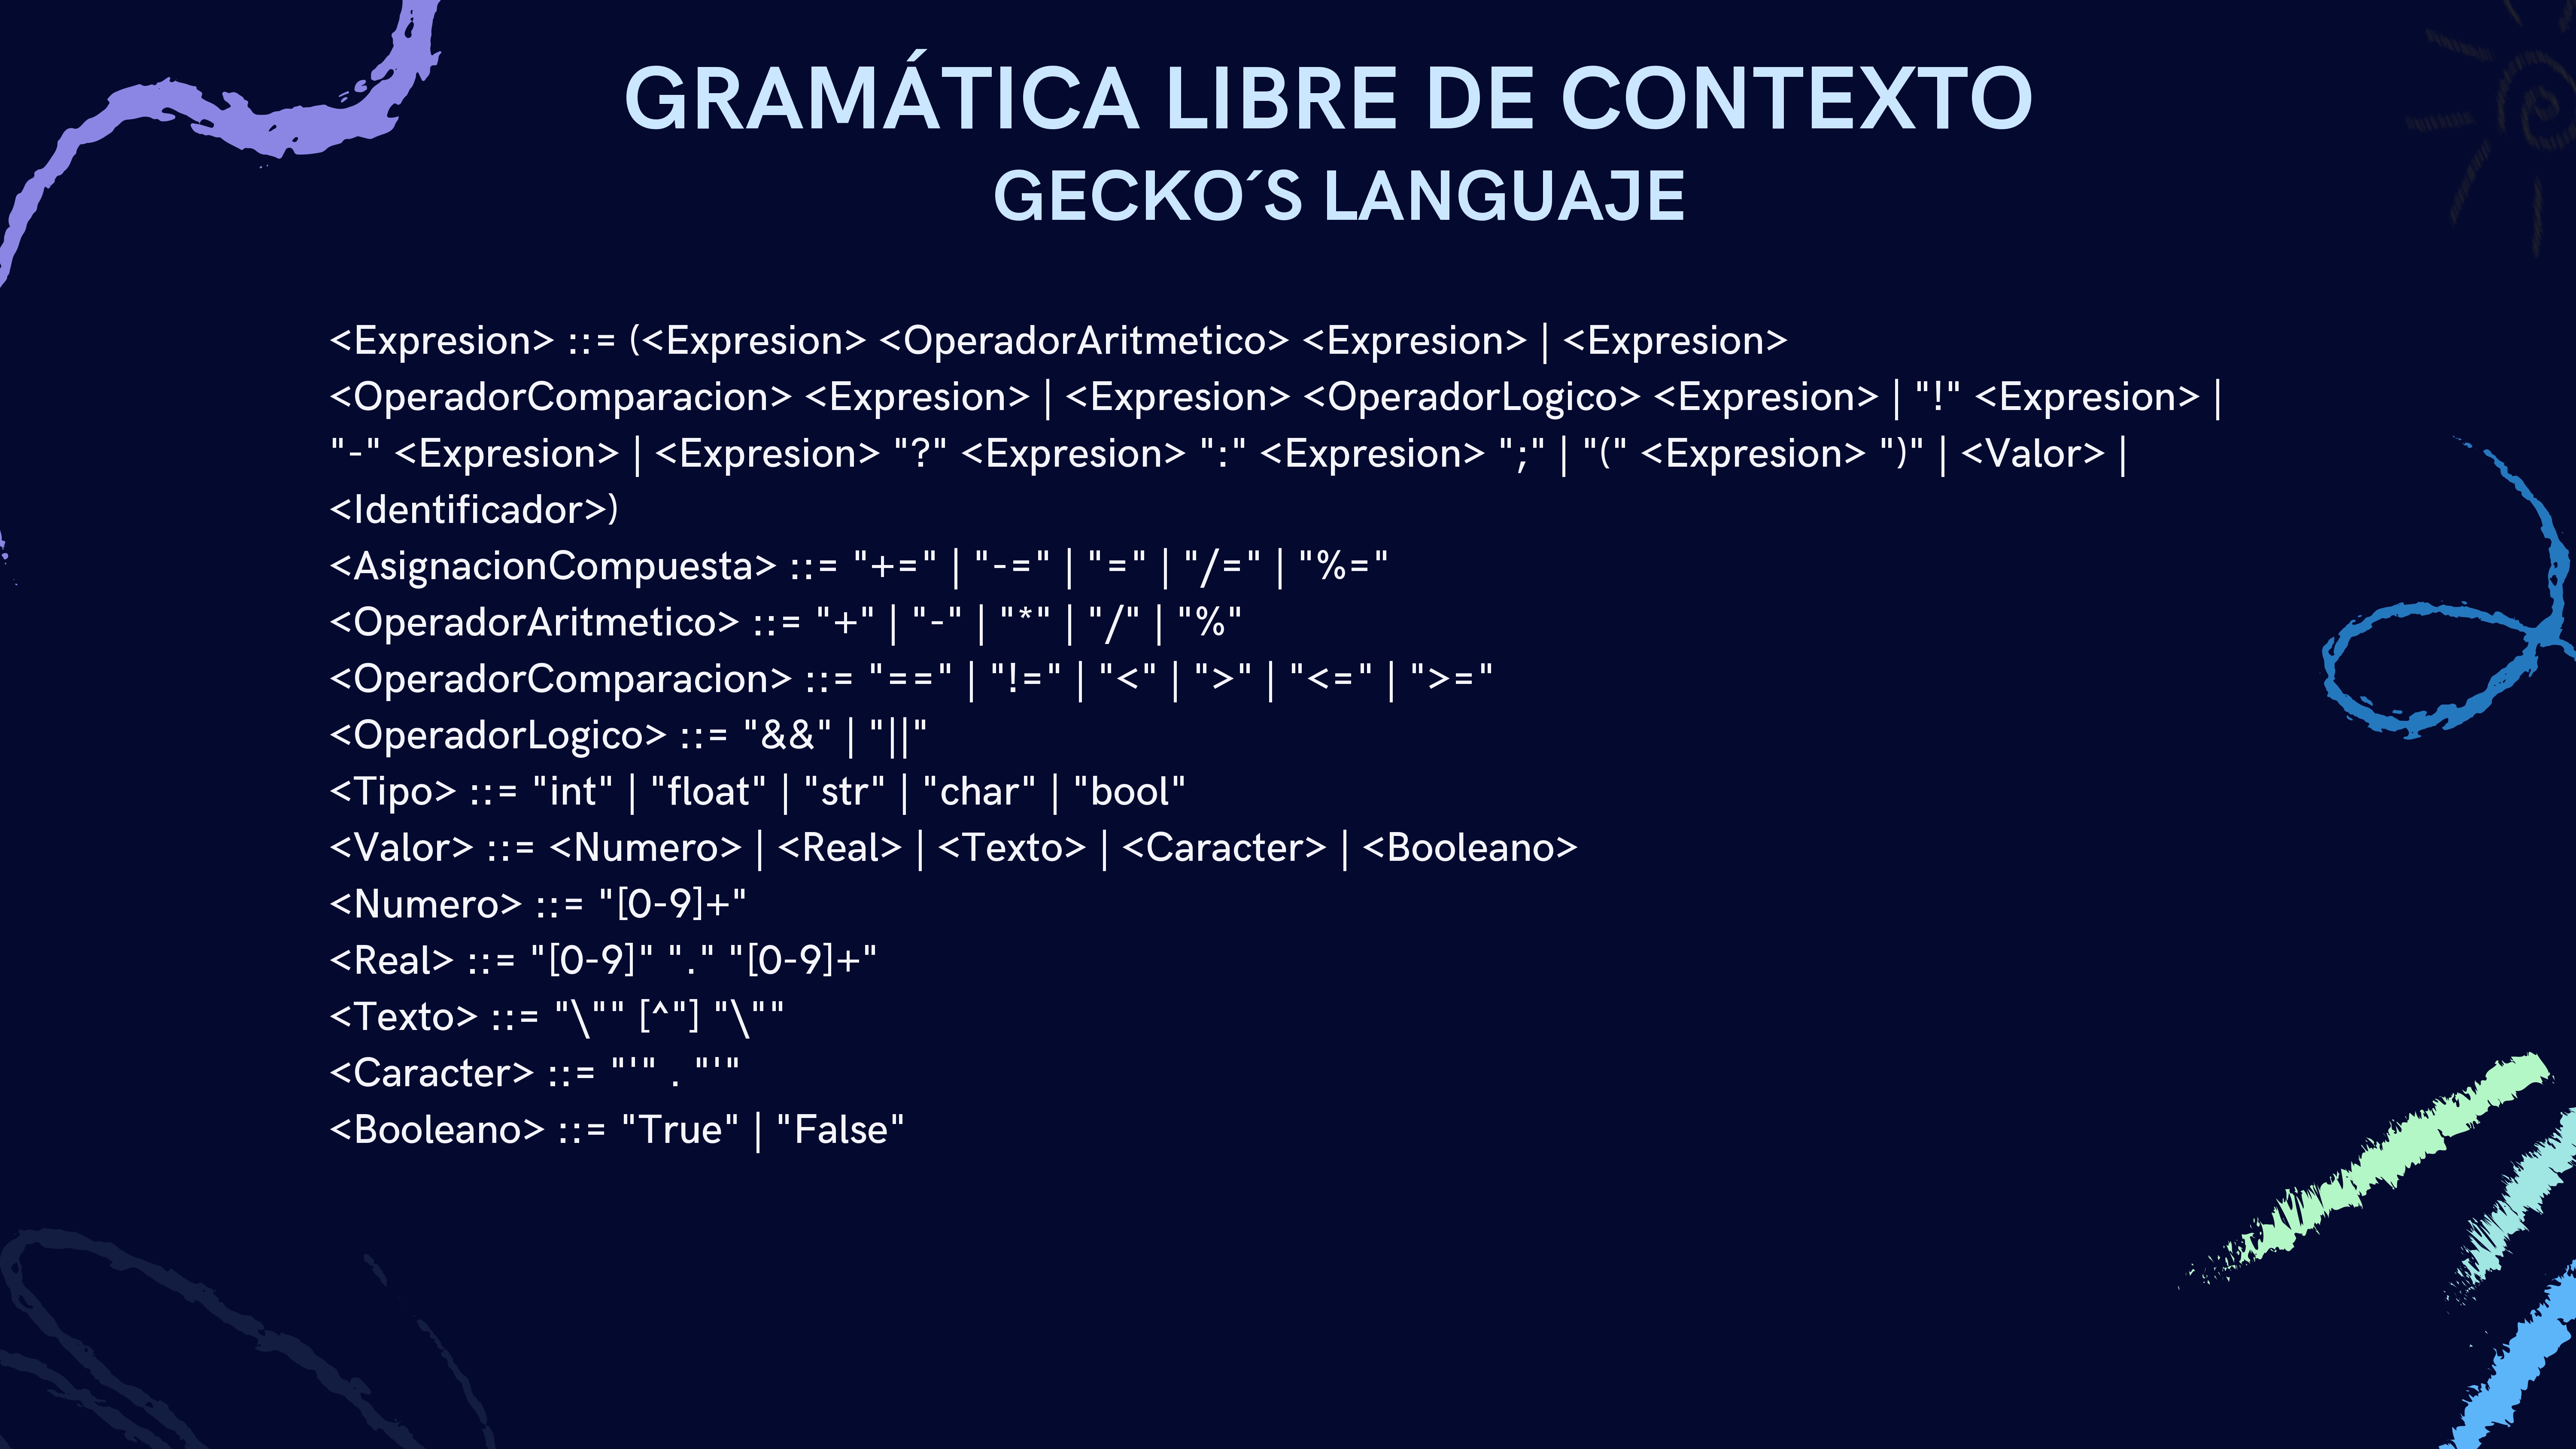 GRAMÁTICA LIBRE DE CONTEXTO
GECKO´S LANGUAJE
<Expresion> ::= (<Expresion> <OperadorAritmetico> <Expresion> | <Expresion>
<OperadorComparacion> <Expresion> | <Expresion> <OperadorLogico> <Expresion> | "!" <Expresion> |
"-" <Expresion> | <Expresion> "?" <Expresion> ":" <Expresion> ";" | "(" <Expresion> ")" | <Valor> |
<Identificador>)
<AsignacionCompuesta> ::= "+=" | "-=" | "=" | "/=" | "%="
<OperadorAritmetico> ::= "+" | "-" | "*" | "/" | "%"
<OperadorComparacion> ::= "==" | "!=" | "<" | ">" | "<=" | ">="
<OperadorLogico> ::= "&&" | "||"
<Tipo> ::= "int" | "float" | "str" | "char" | "bool"
<Valor> ::= <Numero> | <Real> | <Texto> | <Caracter> | <Booleano>
<Numero> ::= "[0-9]+"
<Real> ::= "[0-9]" "." "[0-9]+"
<Texto> ::= "\"" [^"] "\""
<Caracter> ::= "'" . "'"
<Booleano> ::= "True" | "False"